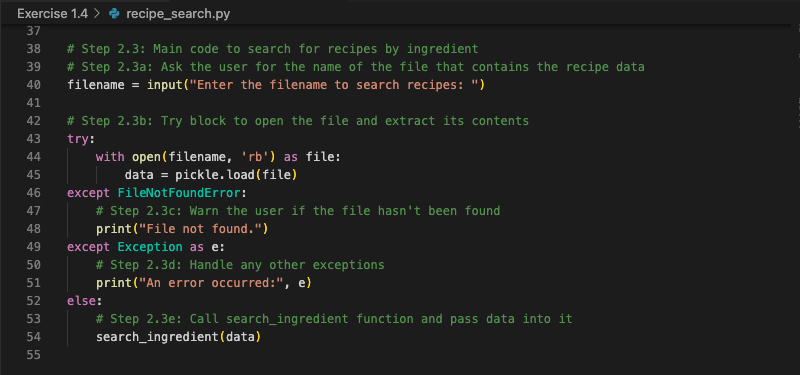 Exercise 1.4 > recipe_search.py
37
38 # Step 2.3: Main code to search for recipes by ingredient
39 # Step 2.3a: Ask the user for the name of the file that contains the recipe data
40 filename = input("Enter the filename to search recipes: ")
41
42 # Step 2.3b: Try block to open the file and extract its contents
43 try:
44     with open(filename, 'rb') as file:
45         data = pickle.load(file)
46 except FileNotFoundError:
47     # Step 2.3c: Warn the user if the file hasn't been found
48     print("File not found.")
49 except Exception as e:
50     # Step 2.3d: Handle any other exceptions
51     print("An error occurred:", e)
52 else:
53     # Step 2.3e: Call search_ingredient function and pass data into it
54     search_ingredient(data)
55